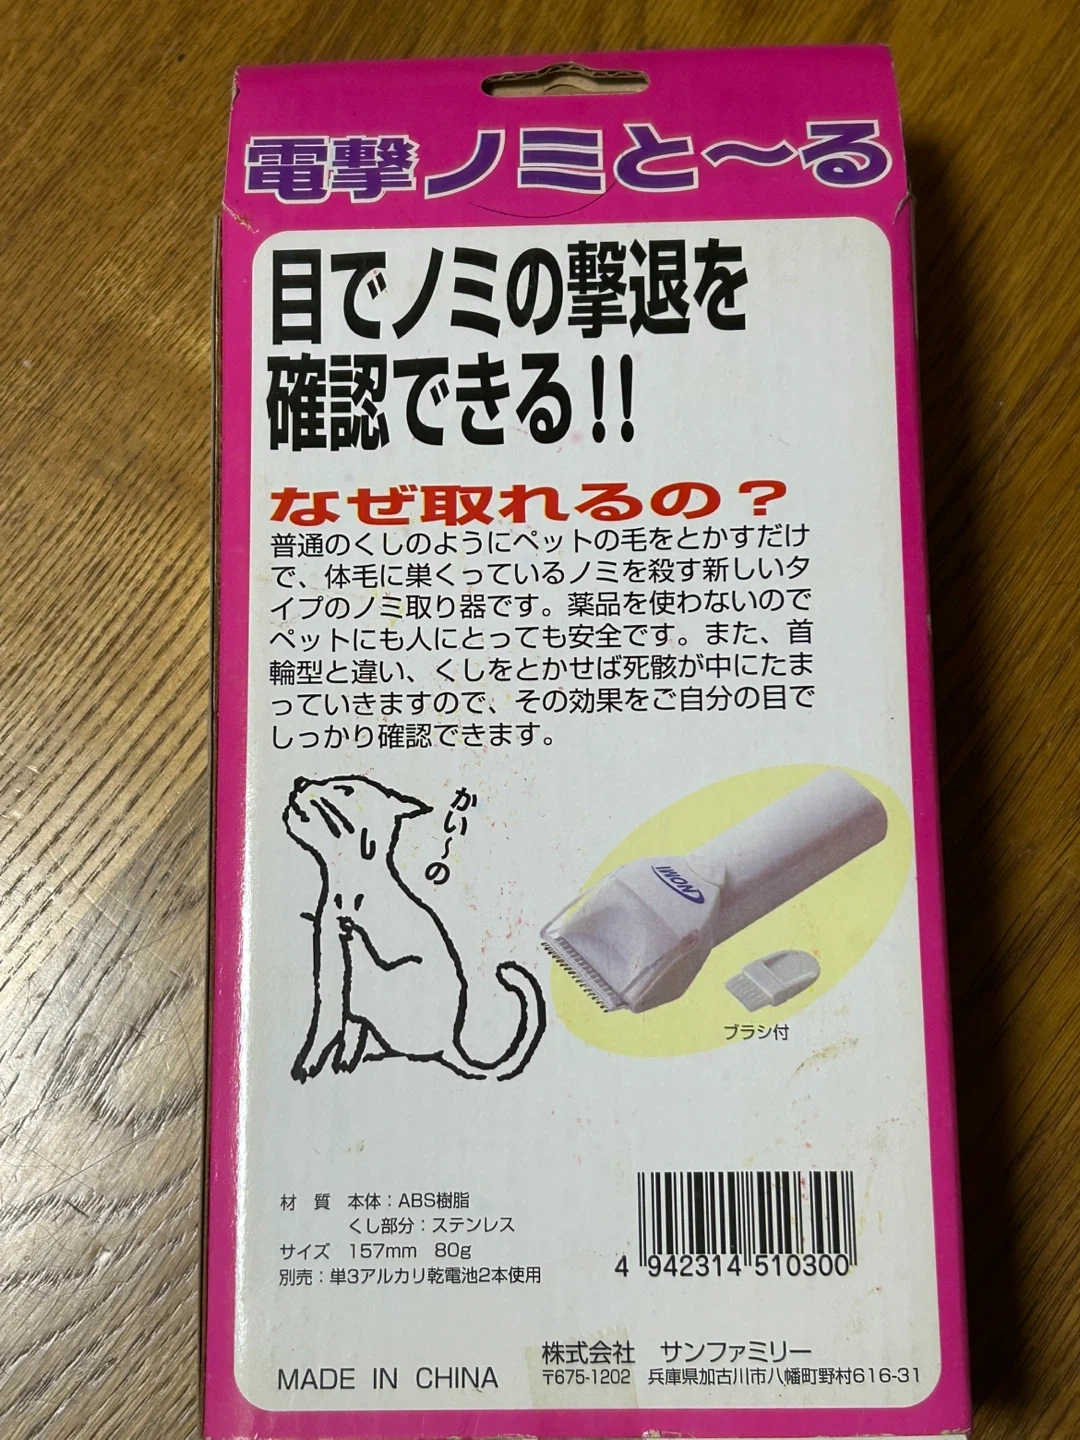 電撃ノミと〜る
目でノミの撃退を
確認できる!!
なぜ取れるの？
普通のくしのようにペットの毛をとかすだけ
で、体毛に巣くっているノミを殺す新しいタ
イプのノミ取り器です。薬品を使わないので
ペットにも人にとっても安全です。また、首
輪型と違い、くしをとかせば死骸が中にたま
っていきますので、その効果をご自分の目で
しっかり確認できます。
かい〜の
NOMI
ブラシ付
材　質　本体：ABS樹脂
くし部分：ステンレス
サイズ　157mm　80g
別売：単3アルカリ乾電池2本使用
4 942314 510300
株式会社　サンファミリー
〒675-1202　兵庫県加古川市八幡町野村616-31
MADE IN CHINA